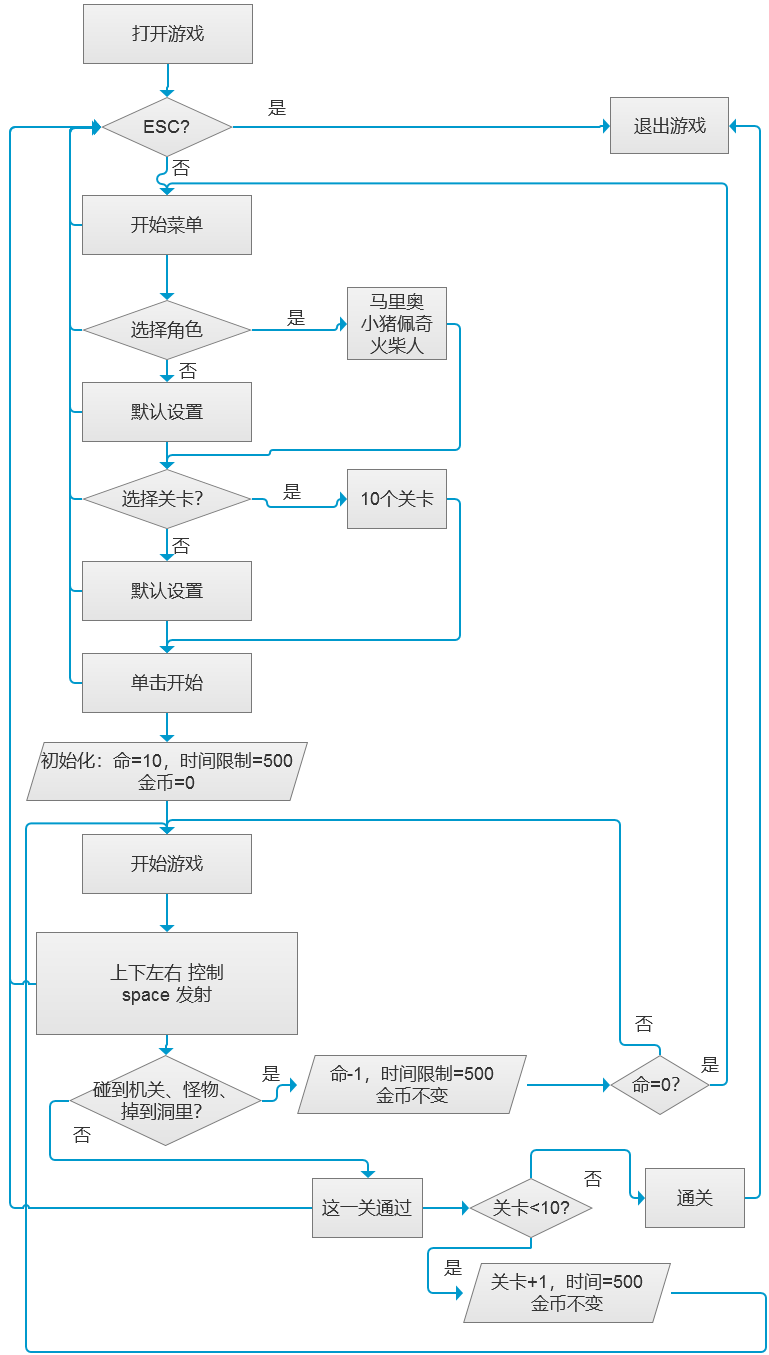 打开游戏
ESC?
是
退出游戏
否
开始菜单
选择角色
是
马里奥
小猪佩奇
火柴人
否
默认设置
选择关卡?
是
10个关卡
否
默认设置
单击开始
初始化：命=10，时间限制=500
金币=0
开始游戏
上下左右 控制
space 发射
碰到机关、怪物、
掉到洞里?
是
否
命-1，时间限制=500
金币不变
命=0?
否
是
这一关通过
关卡<10?
否
通关
是
关卡+1，时间=500
金币不变